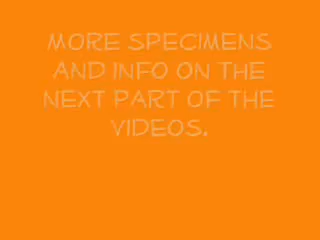 MORE SPECIMENS
AND INFO ON THE
NEXT PART OF THE
VIDEOS.